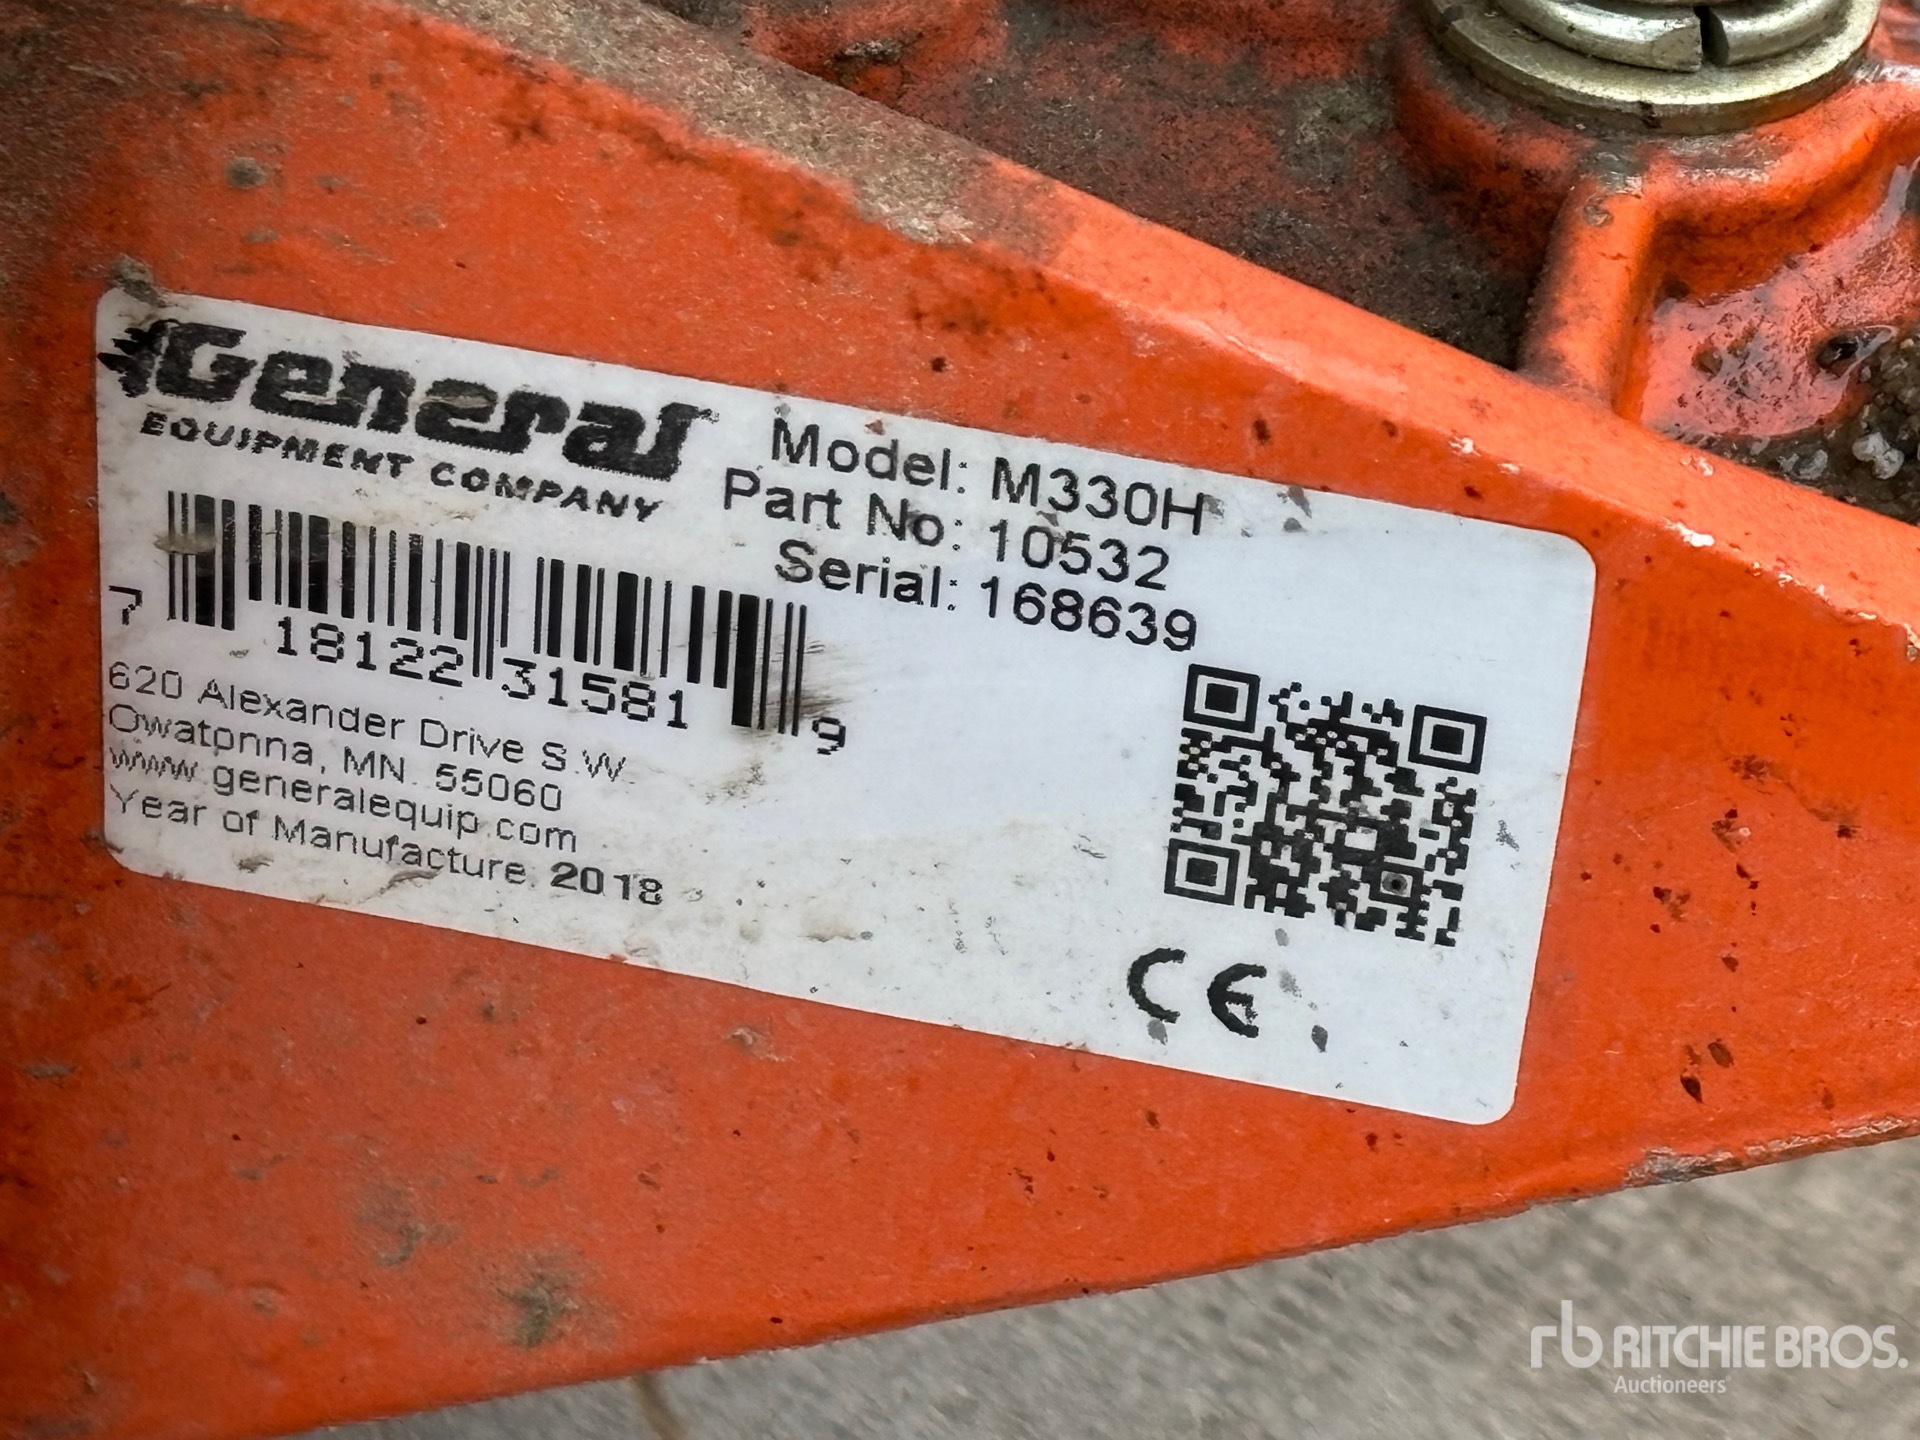 General
EQUIPMENT COMPANY
Model: M330H
Part No: 10532
Serial: 168639
7 18122 31581 9
620 Alexander Drive S.W.
Owatonna, MN. 55060
www.generalequip.com
Year of Manufacture: 2018
CE
rb RITCHIE BROS.
Auctioneers